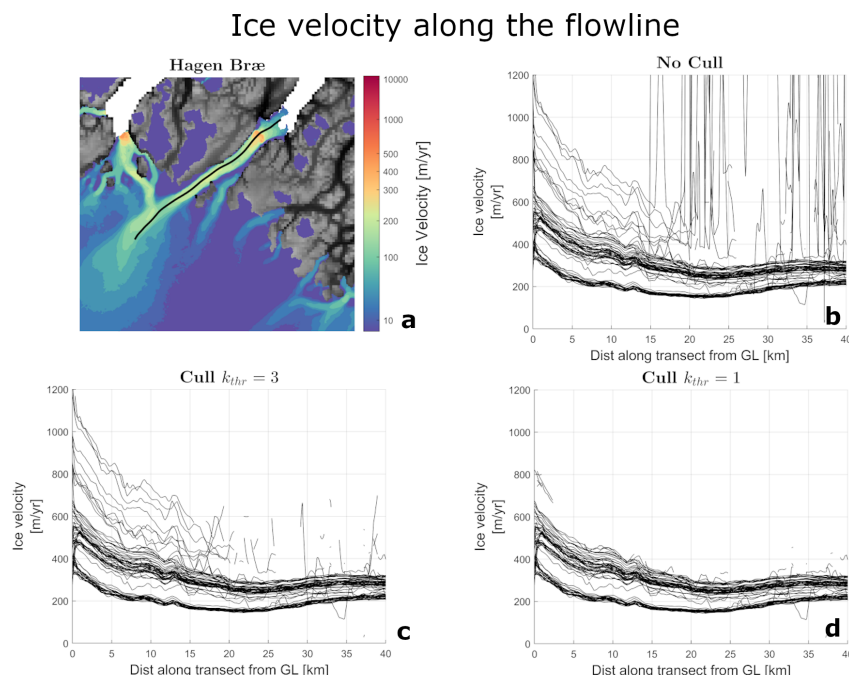 Ice velocity along the flowline
Hagen Bræ
10000
1000
500
400
300
200
100
10
Ice Velocity [m/yr]
a
No Cull
1200
1000
800
600
400
200
0
Ice velocity
[m/yr]
0 5 10 15 20 25 30 35 40
Dist along transect from GL [km]
b
Cull k_thr = 3
1200
1000
800
600
400
200
0
Ice velocity
[m/yr]
0 5 10 15 20 25 30 35 40
Dist along transect from GL [km]
c
Cull k_thr = 1
1200
1000
800
600
400
200
0
Ice velocity
[m/yr]
0 5 10 15 20 25 30 35 40
Dist along transect from GL [km]
d